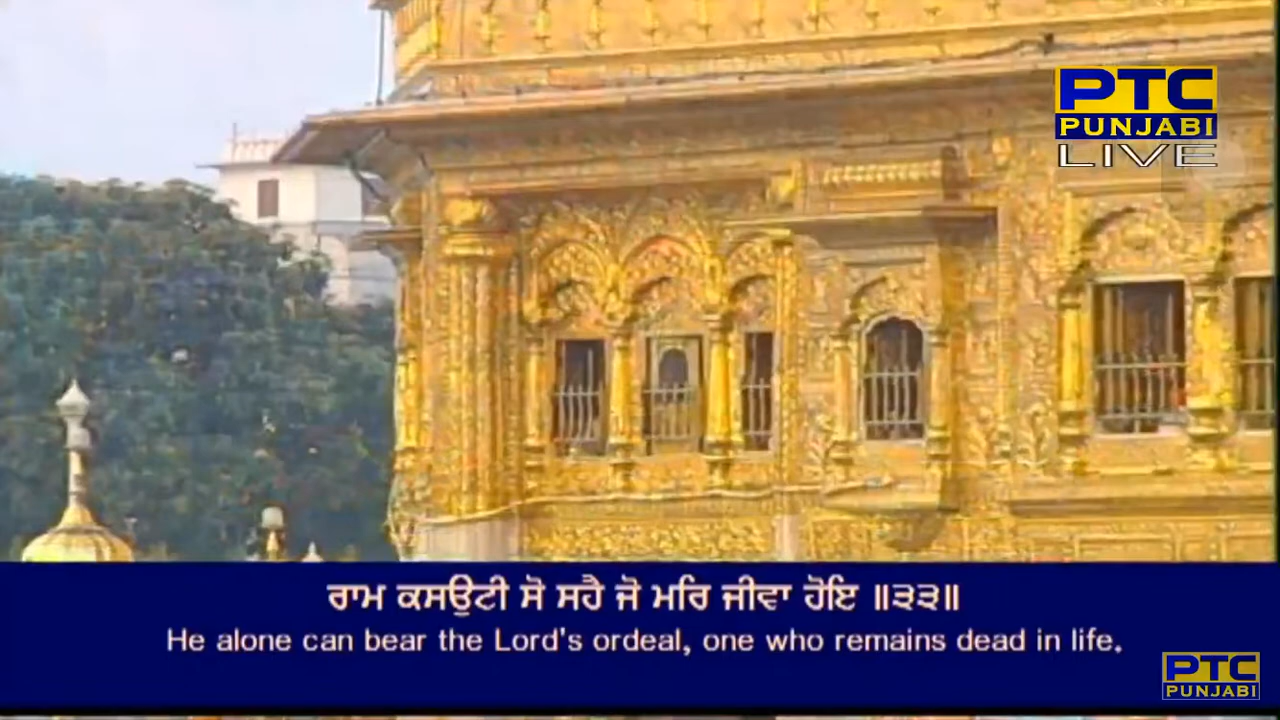 PTC
PUNJABI
LIVE
ਰਾਮ ਕਸਉਟੀ ਸੋ ਸਹੈ ਜੋ ਮਰਿ ਜੀਵਾ ਹੋਇ ॥੩੩॥
He alone can bear the Lord's ordeal, one who remains dead in life.
PTC
PUNJABI